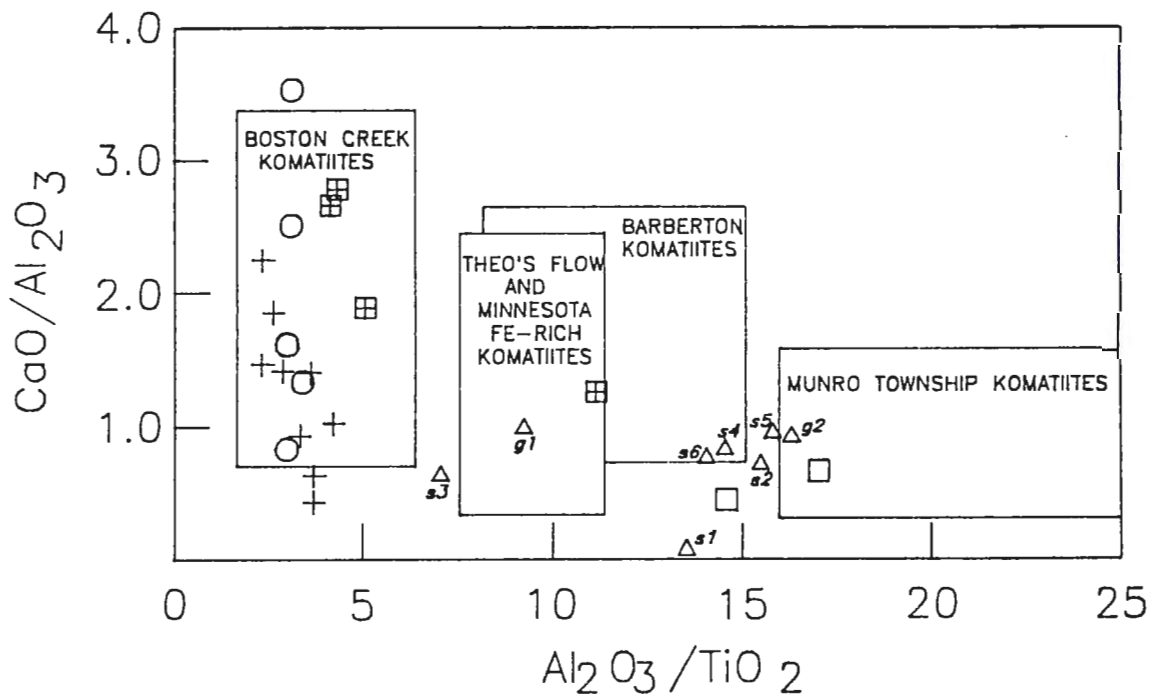 4.0
3.0
2.0
1.0
CaO/Al2O3
BOSTON CREEK
KOMATIITES
THEO'S FLOW
AND
MINNESOTA
FE-RICH
KOMATIITES
BARBERTON
KOMATIITES
MUNRO TOWNSHIP KOMATIITES
g1
s3
s6
s4
s5
g2
s2
s1
0
5
10
15
20
25
Al2O3/TiO2